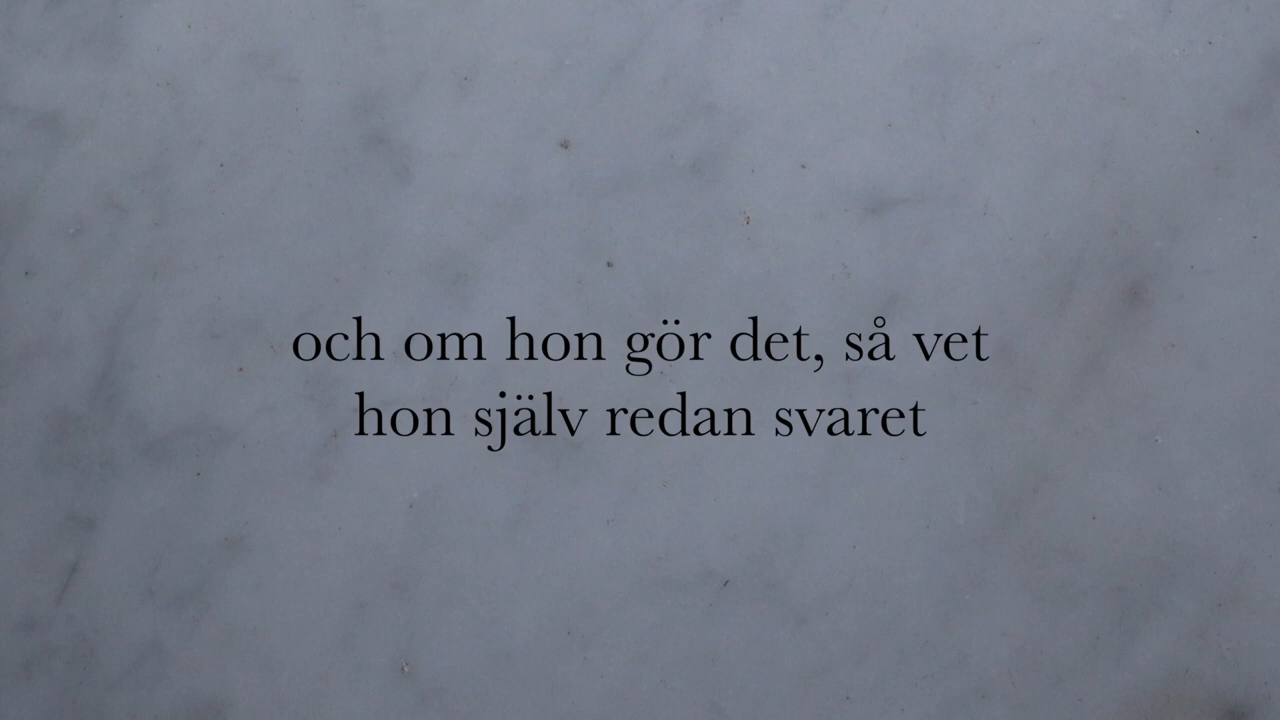 och om hon gör det, så vet
hon själv redan svaret